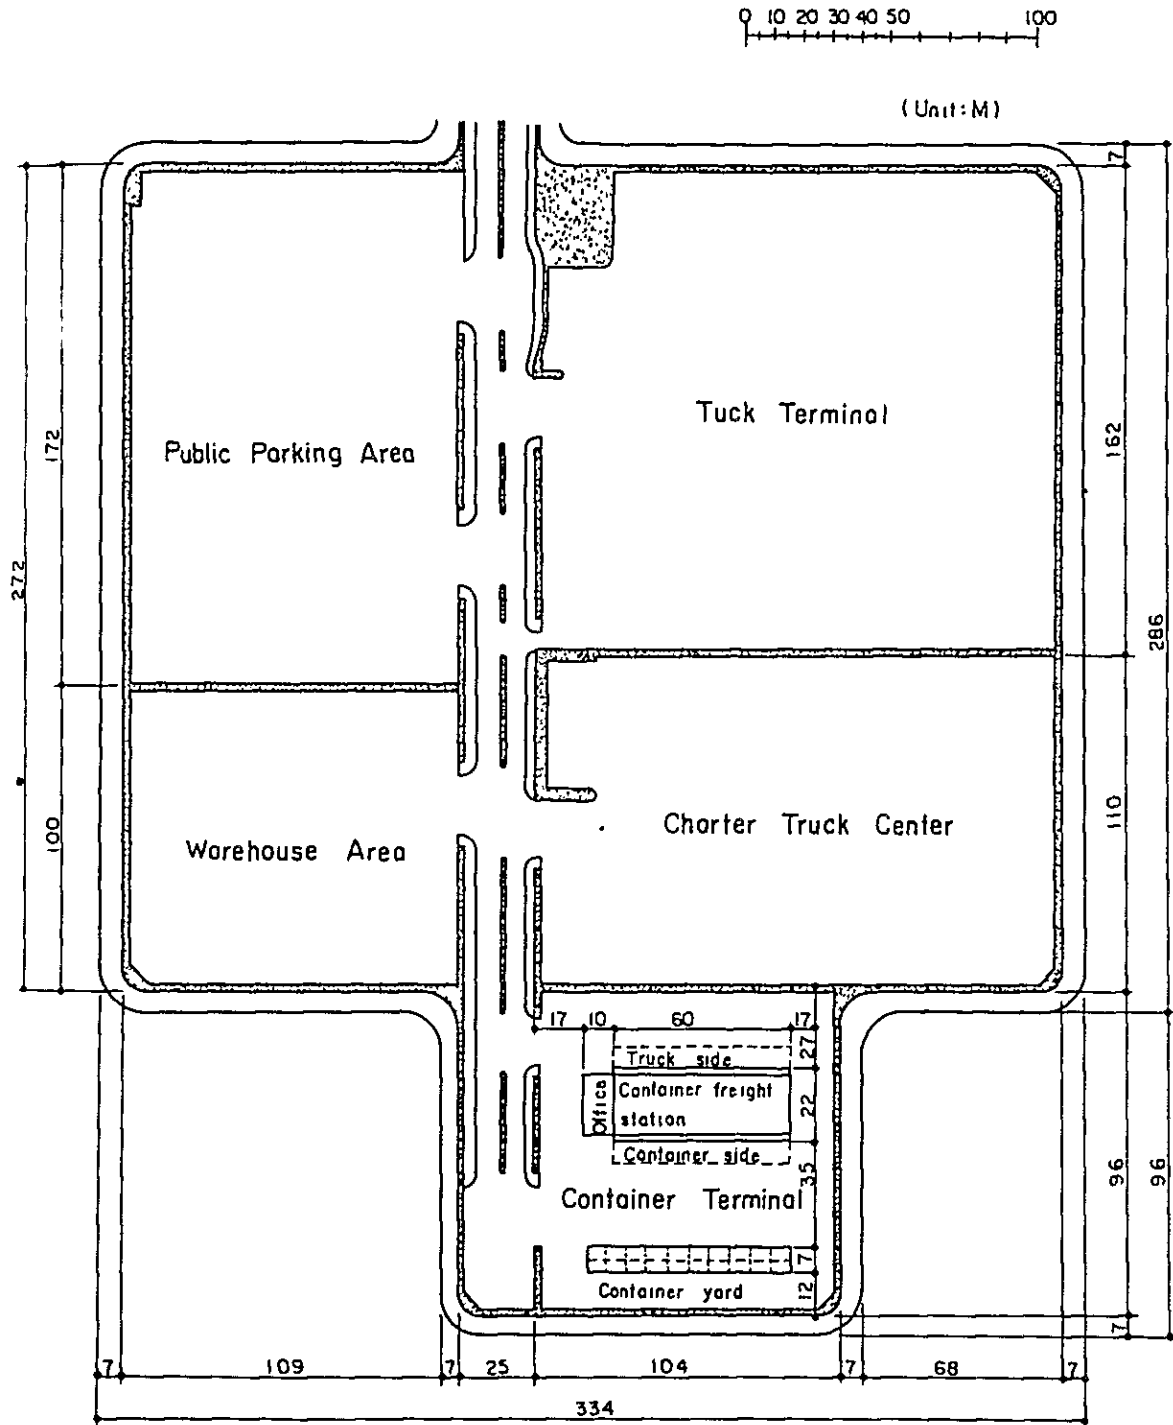 0 10 20 30 40 50 100
(Unit:M)
7
Tuck Terminal
Public Parking Area
172
162
272
286
100
110
Charter Truck Center
Warehouse Area
17 10 60 17
27
Truck side
Office
Container freight
station
22
Container side
35
96
96
Container Terminal
7
Container yard
12
7
7 109 7 25 104 7 68 7
334